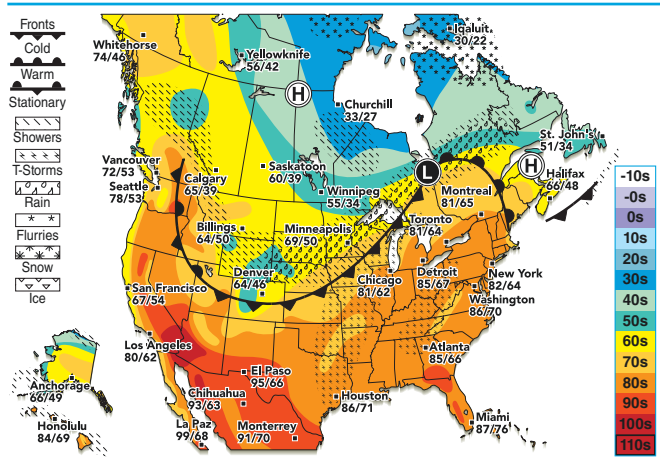 Fronts
Cold
Warm
Stationary
Showers
T-Storms
Rain
Flurries
Snow
Ice
Whitehorse
74/46
Yellowknife
56/42
Iqaluit
30/22
H
Churchill
33/27
St. John's
51/34
Vancouver
72/53
Seattle
78/53
Calgary
65/39
Saskatoon
60/39
Winnipeg
55/34
L
H
Halifax
66/48
Montreal
81/65
Billings
64/50
Minneapolis
69/50
Toronto
81/64
Denver
64/46
San Francisco
67/54
Chicago
81/62
Detroit
85/67
New York
82/64
Washington
86/70
Los Angeles
80/62
Atlanta
85/66
El Paso
95/66
Anchorage
66/49
Chihuahua
93/63
Houston
86/71
Honolulu
84/69
La Paz
99/68
Monterrey
91/70
Miami
87/76
-10s
-0s
0s
10s
20s
30s
40s
50s
60s
70s
80s
90s
100s
110s